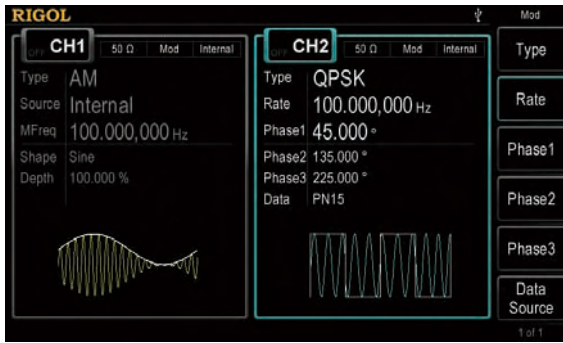 RIGOL
Mod
OFF CH1 50 Ω Mod Internal
Type AM
Source Internal
MFreq 100.000,000 Hz
Shape Sine
Depth 100.000 %
OFF CH2 50 Ω Mod Internal
Type QPSK
Rate 100.000,000 Hz
Phase1 45.000 °
Phase2 135.000 °
Phase3 225.000 °
Data PN15
Type
Rate
Phase1
Phase2
Phase3
Data
Source
1 of 1